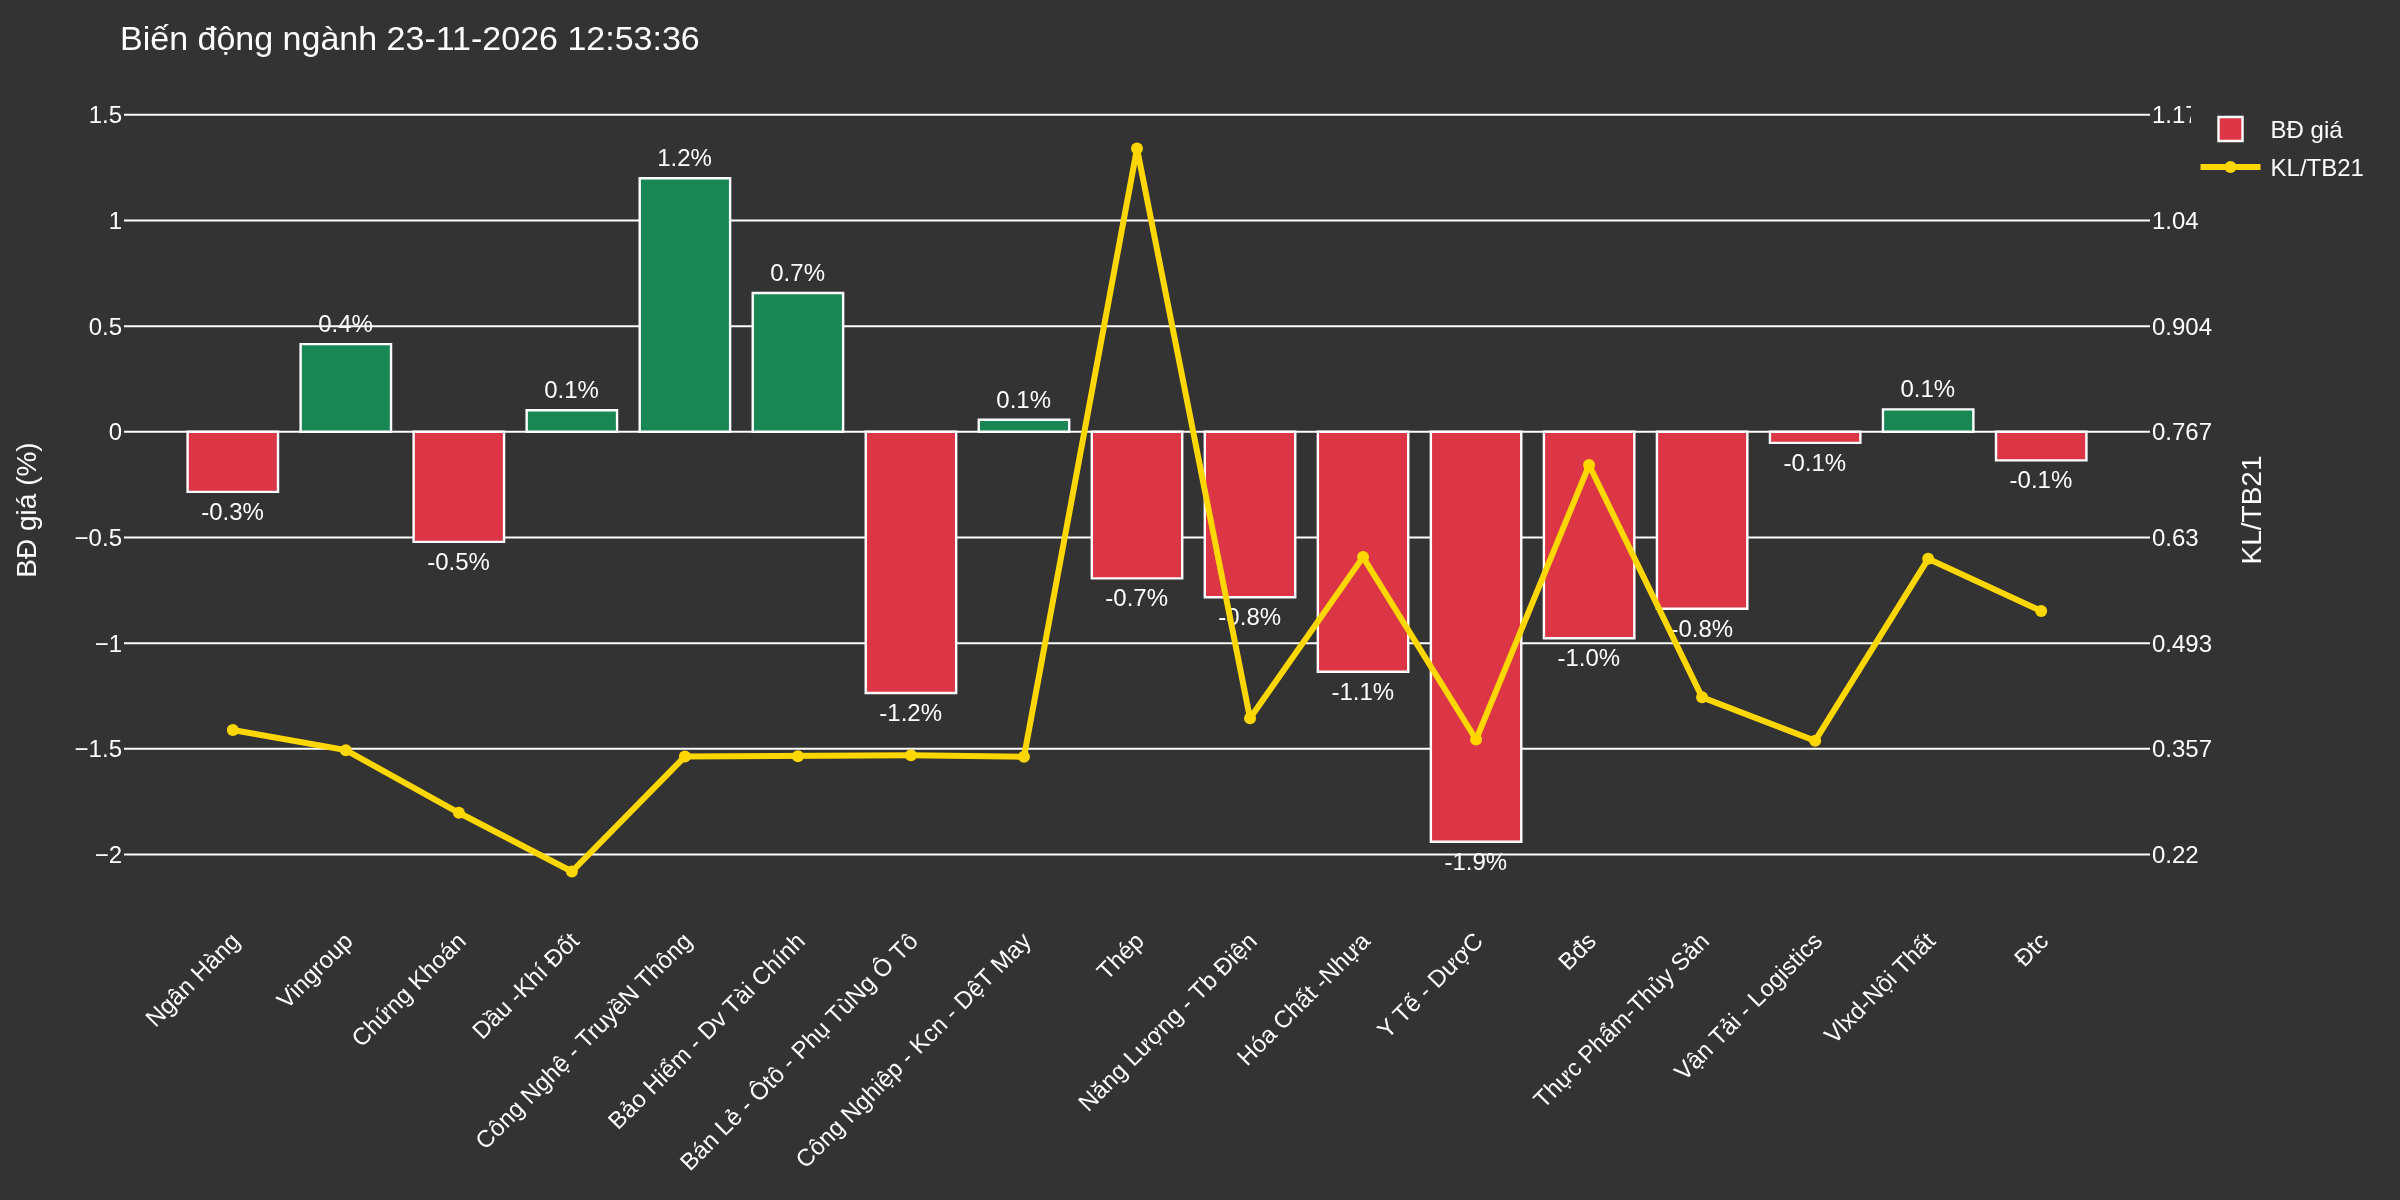 Biến động ngành 23-11-2026 12:53:36
BĐ giá
KL/TB21
1.5
1
0.5
0
−0.5
−1
−1.5
−2
BĐ giá (%)
-0.3%
0.4%
-0.5%
0.1%
1.2%
0.7%
-1.2%
0.1%
-0.7%
-0.8%
-1.1%
-1.9%
-1.0%
-0.8%
-0.1%
0.1%
-0.1%
1.04
0.904
0.767
0.63
0.493
0.357
0.22
KL/TB21
Ngân Hàng
Vingroup
Chứng Khoán
Dầu -Khí Đốt
Công Nghệ - TruyềN Thông
Bảo Hiểm - Dv Tài Chính
Bán Lẻ - Ôtô - Phụ TùNg Ô Tô
Công Nghiệp - Kcn - DệT May
Thép
Năng Lượng - Tb Điện
Hóa Chất -Nhựa
Y Tế - DượC
Bđs
Thực Phẩm-Thủy Sản
Vận Tải - Logistics
Vlxd-Nội Thất
Đtc